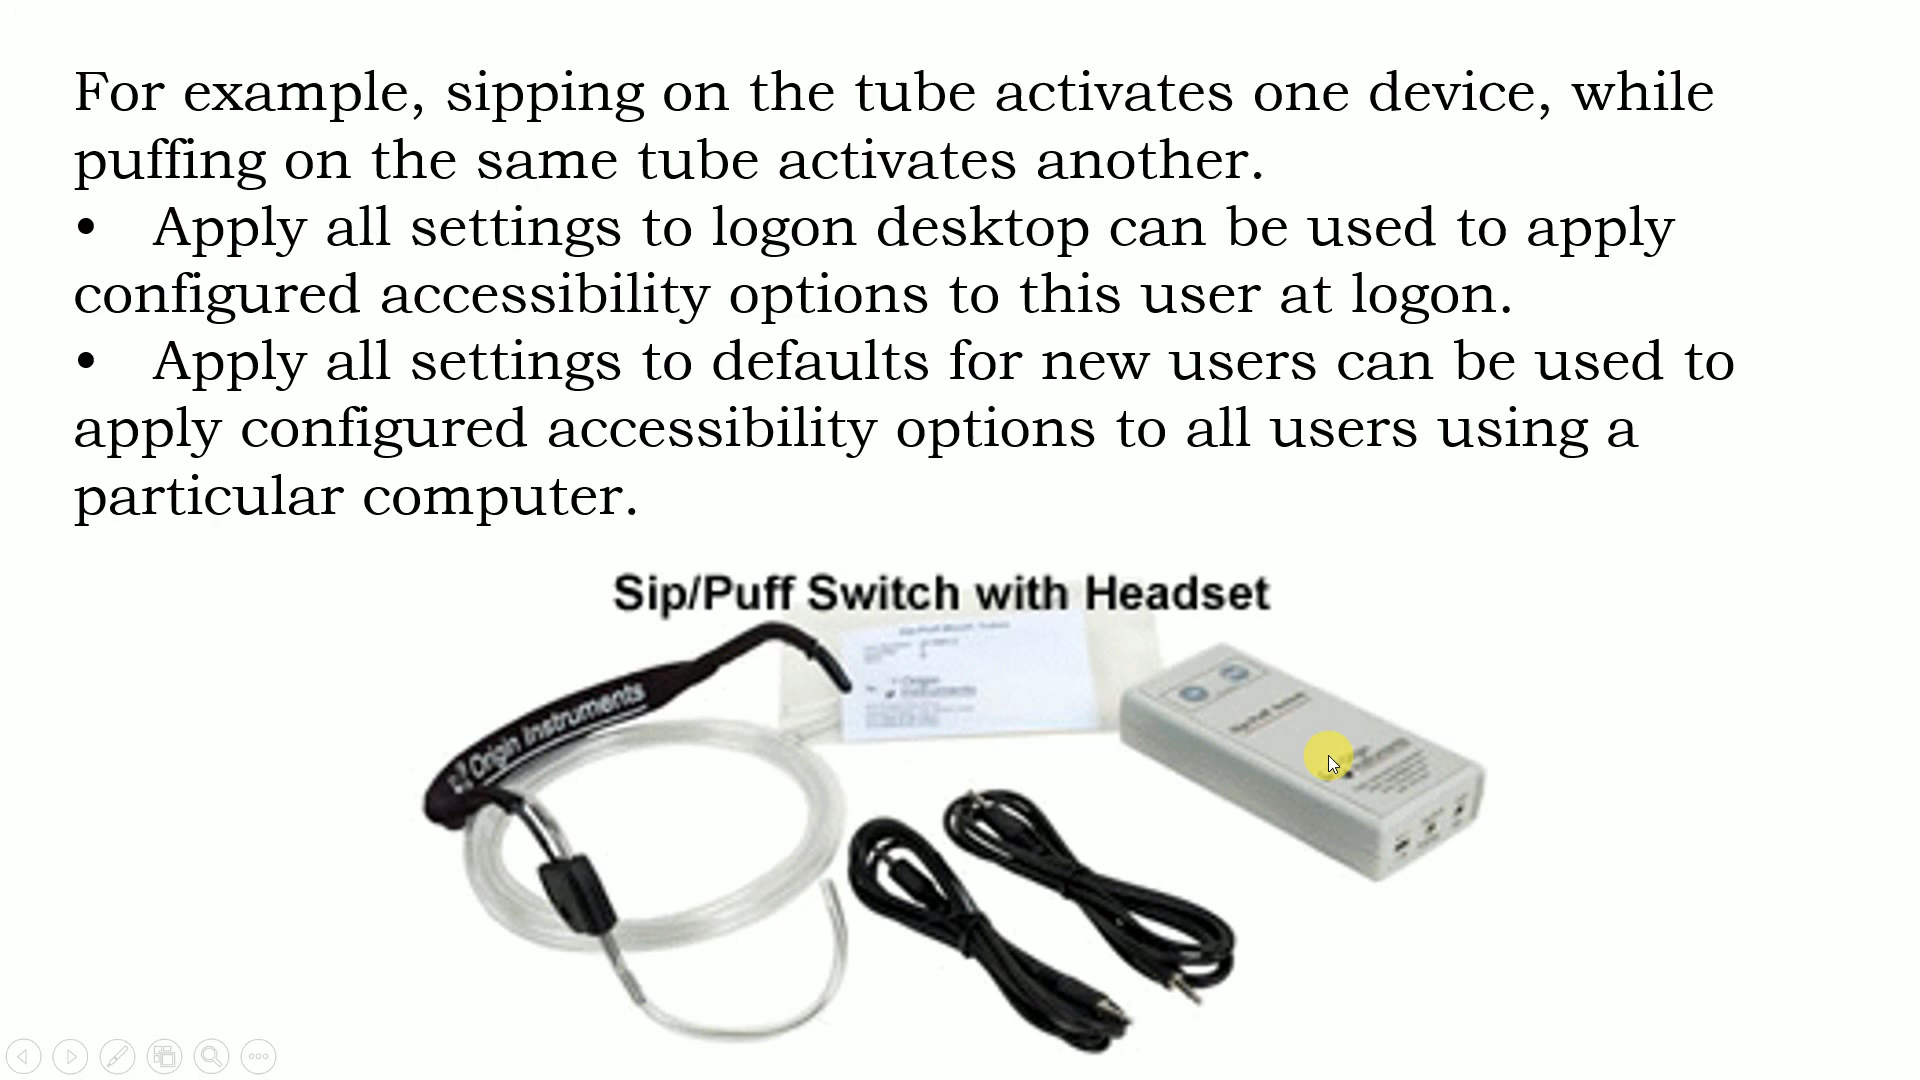 For example, sipping on the tube activates one device, while
puffing on the same tube activates another.
• Apply all settings to logon desktop can be used to apply
configured accessibility options to this user at logon.
• Apply all settings to defaults for new users can be used to
apply configured accessibility options to all users using a
particular computer.
Sip/Puff Switch with Headset
Origin Instruments